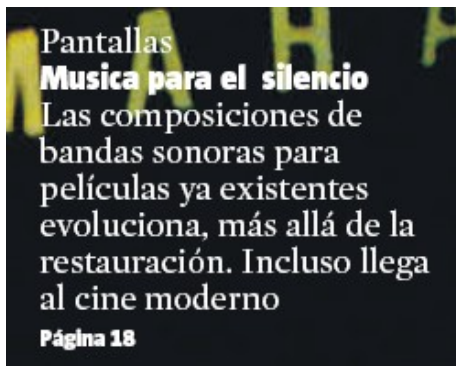 Pantallas
Musica para el silencio
Las composiciones de
bandas sonoras para
películas ya existentes
evoluciona, más allá de la
restauración. Incluso llega
al cine moderno
Página 18